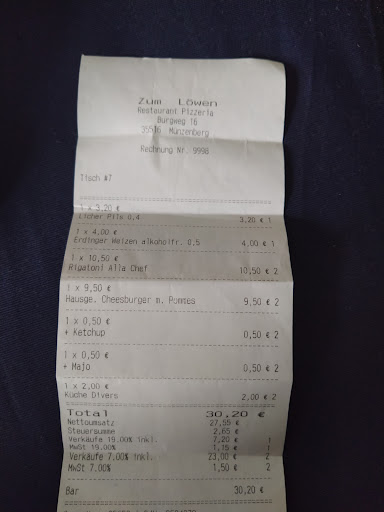 Zum Löwen
Restaurant Pizzeria
Burgweg 16
35516 Münzenberg
Rechnung Nr. 9998
Tisch #7
1 x 3,20 €
Licher Pils 0,4 3,20 € 1
1 x 4,00 €
Erdinger Weizen alkoholfr. 0,5 4,00 € 1
1 x 10,50 €
Rigatoni Alla Chef 10,50 € 2
1 x 9,50 €
Hausge. Cheesburger m. Pommes 9,50 € 2
1 x 0,50 €
+ Ketchup 0,50 € 2
1 x 0,50 €
+ Majo 0,50 € 2
1 x 2,00 €
Küche Divers 2,00 € 2
Total 30,20 €
Nettoumsatz 27,55 €
Steuersumme 2,65 €
Verkäufe 19.00% inkl. 7,20 € 1
MwSt 19.00% 1,15 € 1
Verkäufe 7.00% inkl. 23,00 € 2
MwSt 7.00% 1,50 € 2
Bar 30,20 €